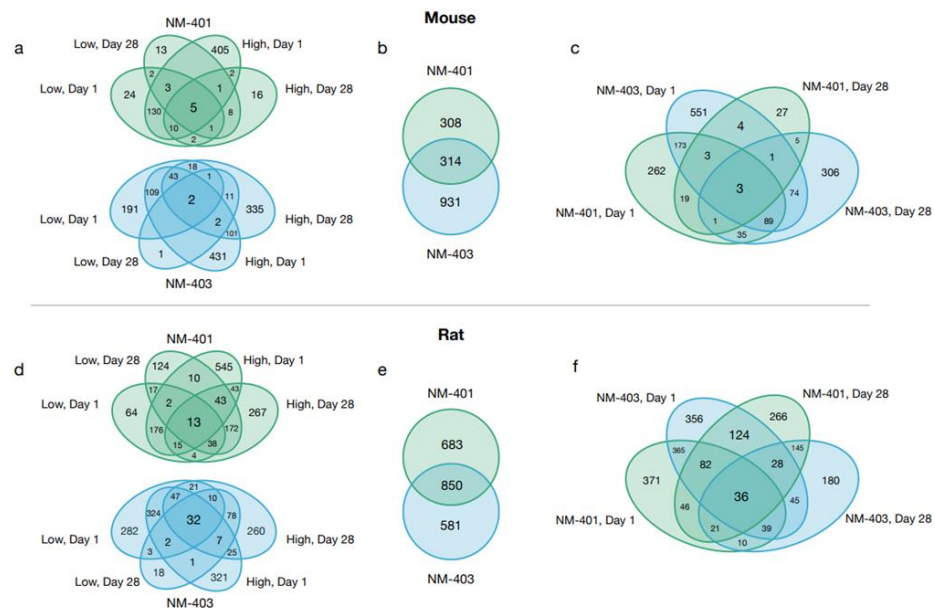 Mouse
a
NM-401
Low, Day 28
13
405
High, Day 1
2
2
Low, Day 1
24
3
1
16
High, Day 28
130
5
8
10
1
2
18
43
1
109
11
Low, Day 1
191
2
335
High, Day 28
2
101
Low, Day 28
1
431
High, Day 1
NM-403
b
NM-401
308
314
931
NM-403
c
NM-403, Day 1
NM-401, Day 28
551
27
4
173
5
3
1
262
306
3
19
74
NM-401, Day 1
1
89
NM-403, Day 28
35
Rat
d
NM-401
Low, Day 28
124
545
High, Day 1
10
17
43
Low, Day 1
64
2
43
267
High, Day 28
176
13
172
15
38
4
21
47
10
324
78
Low, Day 1
282
32
260
High, Day 28
2
7
3
25
Low, Day 28
18
1
321
High, Day 1
NM-403
e
NM-401
683
850
581
NM-403
f
NM-403, Day 1
NM-401, Day 28
356
266
124
365
145
82
28
371
180
36
46
45
NM-401, Day 1
21
39
NM-403, Day 28
10